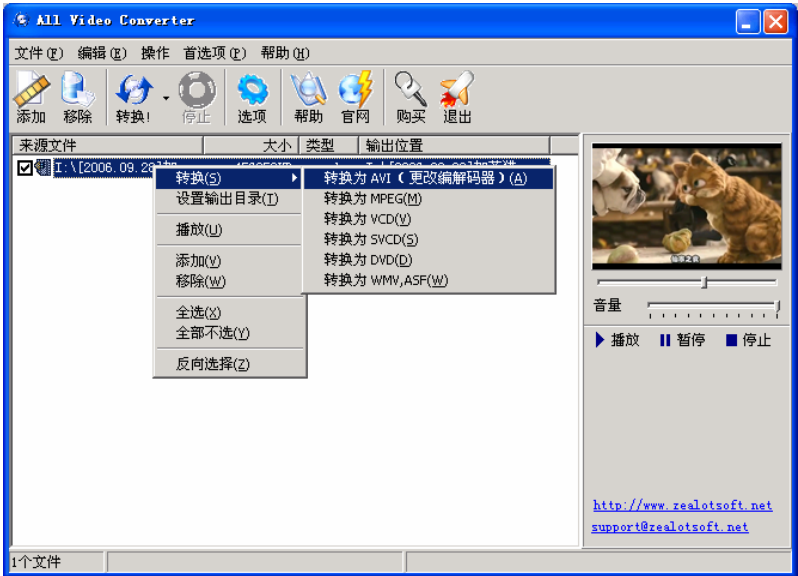 All Video Converter
文件(F) 编辑(E) 操作 首选项(P) 帮助(H)
添加 移除 转换! 停止 选项 帮助 官网 购买 退出
来源文件 大小 类型 输出位置
I:\[2006.09.28]
转换(S) 转换为 AVI ( 更改编解码器 ) (A)
设置输出目录(T) 转换为 MPEG(M)
转换为 VCD(V)
播放(U) 转换为 SVCD(S)
添加(V) 转换为 DVD(D)
移除(W) 转换为 WMV,ASF(W)
全选(X)
全部不选(Y)
反向选择(Z)
音量
播放 暂停 停止
http://www.zealotsoft.net
support@zealotsoft.net
1个文件